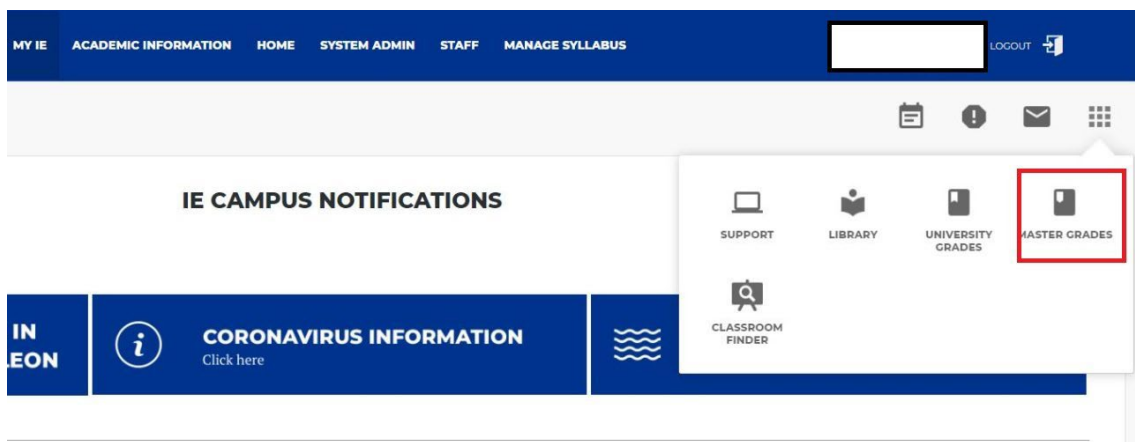 MY IE ACADEMIC INFORMATION HOME SYSTEM ADMIN STAFF MANAGE SYLLABUS LOGOUT
IE CAMPUS NOTIFICATIONS
SUPPORT LIBRARY UNIVERSITY GRADES MASTER GRADES
CLASSROOM FINDER
IN
LEON
CORONAVIRUS INFORMATION
Click here